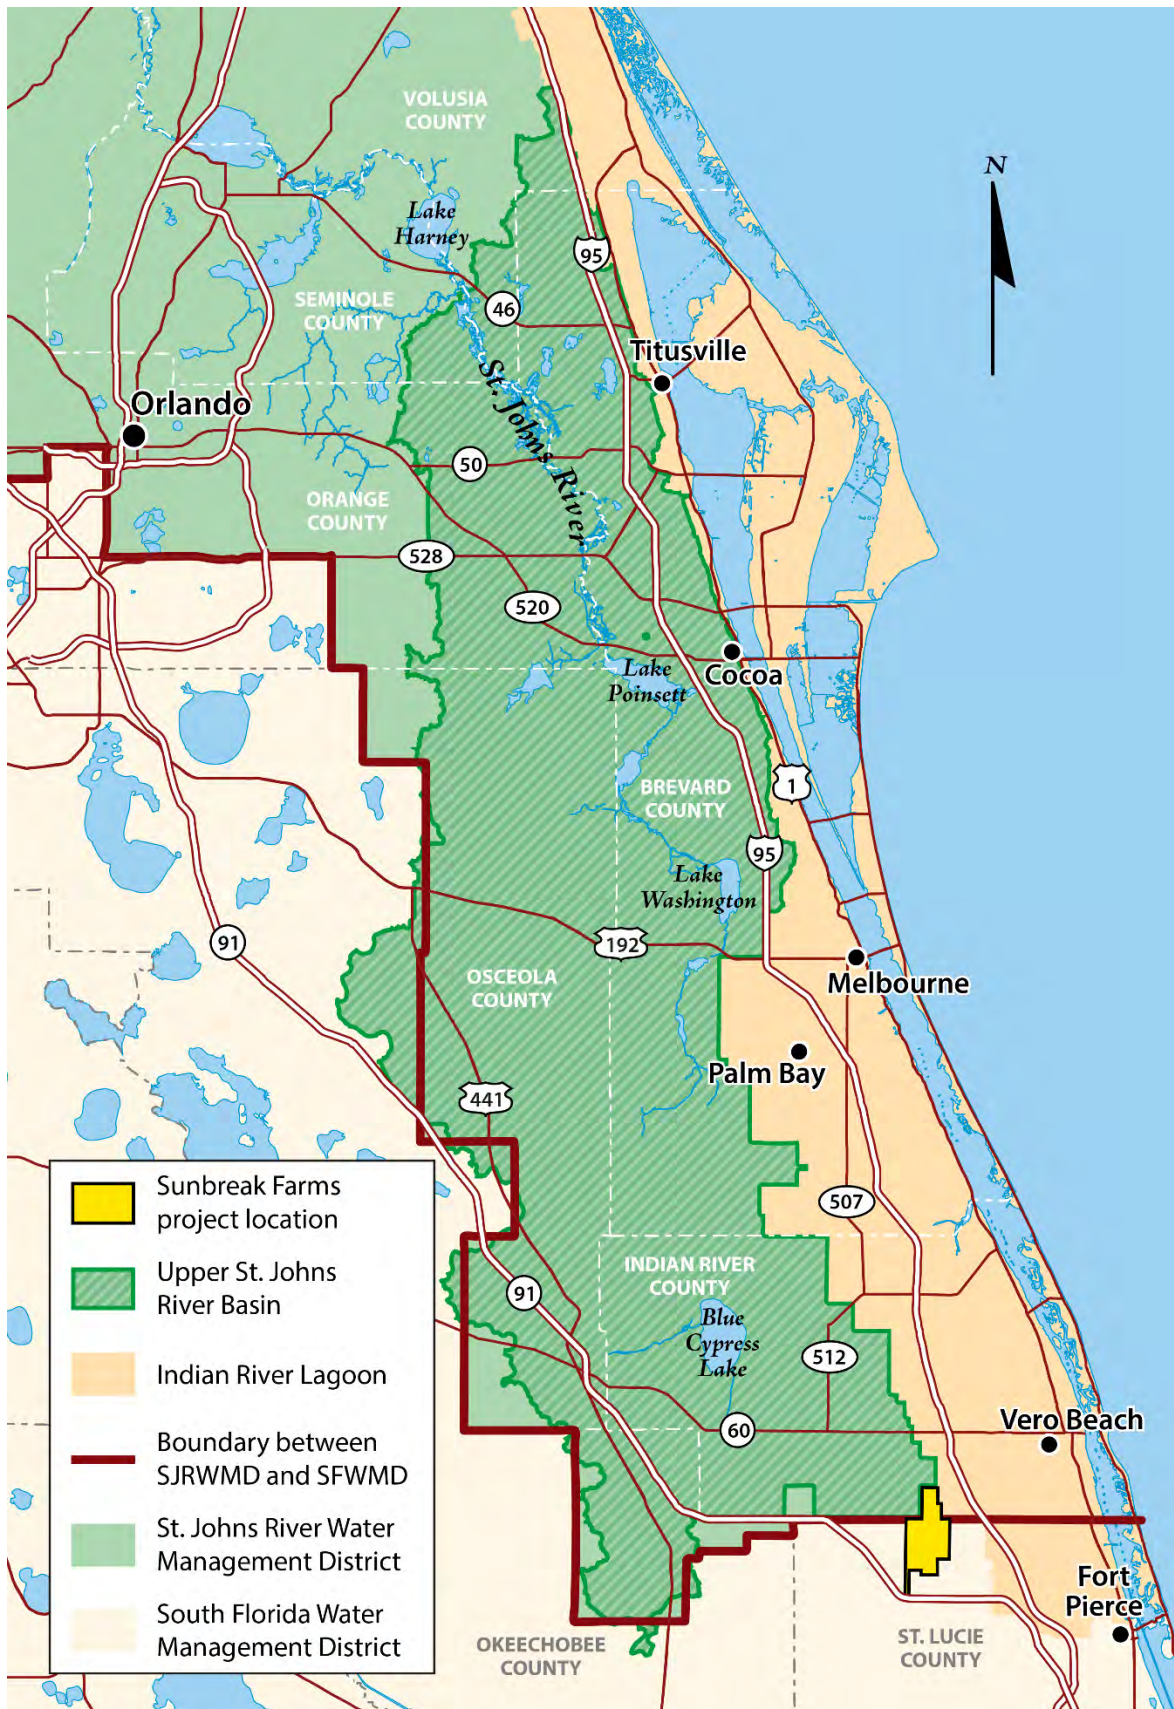 VOLUSIA
COUNTY
N
Lake
Harney
95
SEMINOLE
COUNTY
46
Titusville
St. Johns River
Orlando
50
ORANGE
COUNTY
528
520
Lake
Poinsett
Cocoa
BREVARD
COUNTY
1
95
Lake
Washington
91
192
OSCEOLA
COUNTY
Melbourne
Palm Bay
441
507
INDIAN RIVER
COUNTY
91
Blue
Cypress
Lake
512
60
Vero Beach
Fort
Pierce
OKEECHOBEE
COUNTY
ST. LUCIE
COUNTY
Sunbreak Farms
project location
Upper St. Johns
River Basin
Indian River Lagoon
Boundary between
SJRWMD and SFWMD
St. Johns River Water
Management District
South Florida Water
Management District